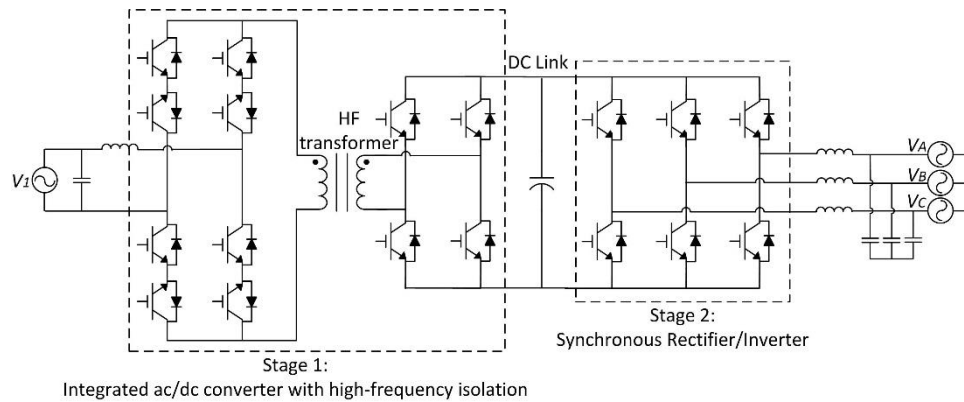 DC Link
HF
transformer
V1
VA
VB
VC
Stage 1:
Integrated ac/dc converter with high-frequency isolation
Stage 2:
Synchronous Rectifier/Inverter